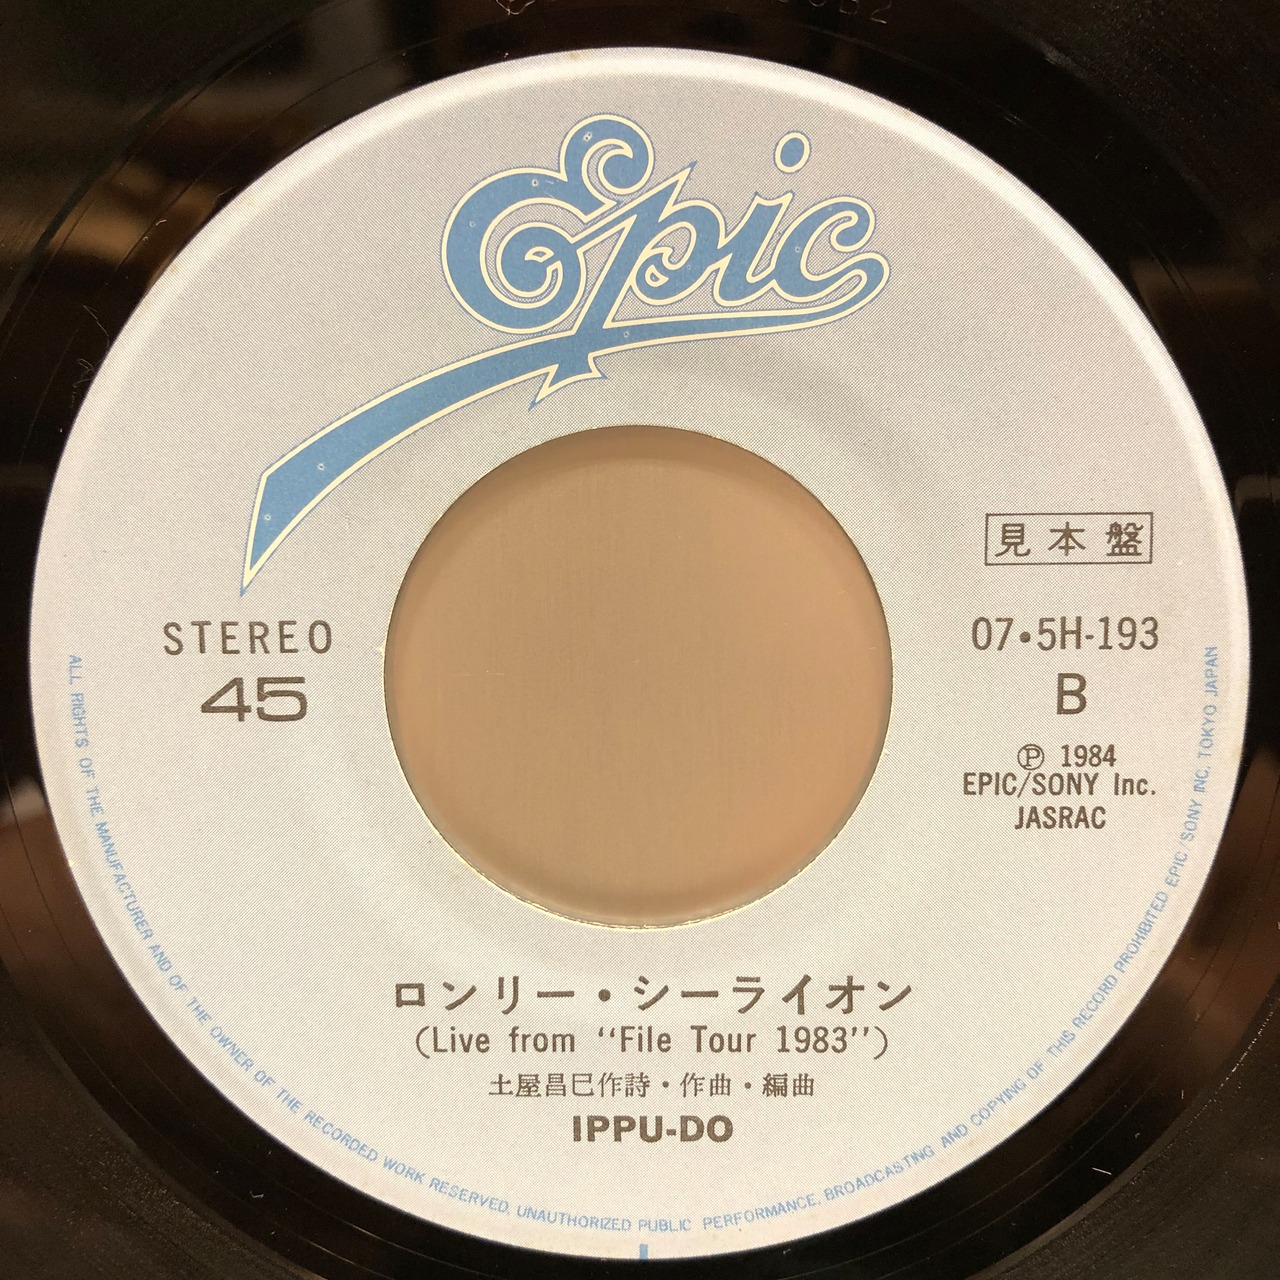 Epic
見本盤
STEREO
45
07・5H-193
B
Ⓟ 1984
EPIC/SONY Inc.
JASRAC
ロンリー・シーライオン
(Live from “File Tour 1983”)
土屋昌巳作詩・作曲・編曲
IPPU-DO
ALL RIGHTS OF THE MANUFACTURER AND OF THE OWNER OF THE RECORDED WORK RESERVED. UNAUTHORIZED PUBLIC PERFORMANCE, BROADCASTING AND COPYING OF THIS RECORD PROHIBITED EPIC/SONY INC. TOKYO JAPAN